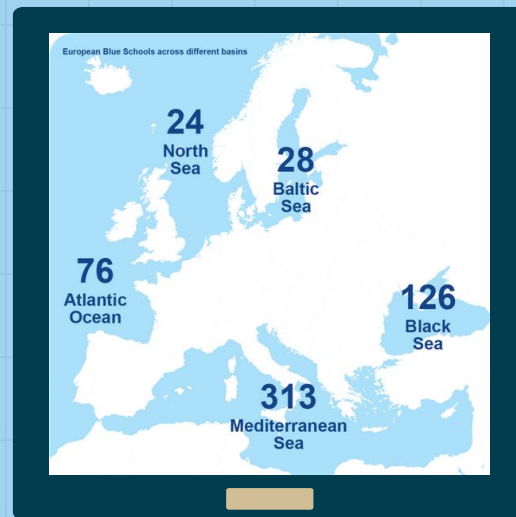 European Blue Schools across different basins
24
North
Sea
28
Baltic
Sea
76
Atlantic
Ocean
126
Black
Sea
313
Mediterranean
Sea